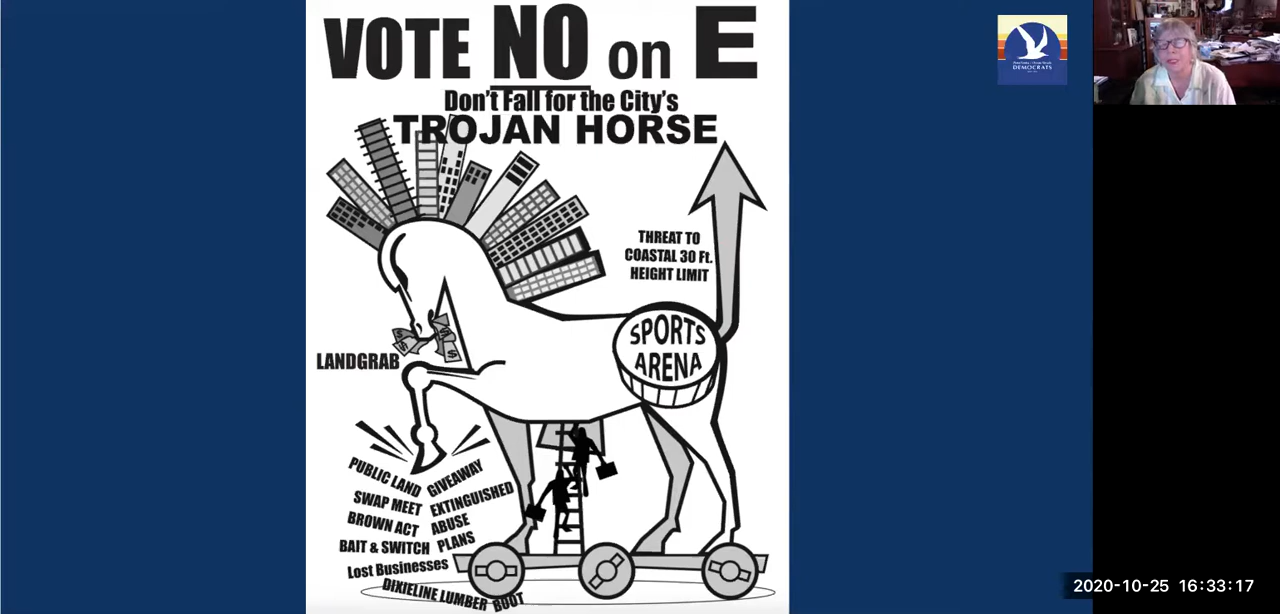 VOTE NO on E
Don't Fall for the City's
TROJAN HORSE
THREAT TO
COASTAL 30 Ft.
HEIGHT LIMIT
SPORTS
ARENA
LANDGRAB
PUBLIC LAND GIVEAWAY
SWAP MEET EXTINGUISHED
BROWN ACT ABUSE
BAIT & SWITCH PLANS
Lost Businesses
DIXIELINE LUMBER BOOT
$
$
$
DEMOCRATS
2020-10-25 16:33:17